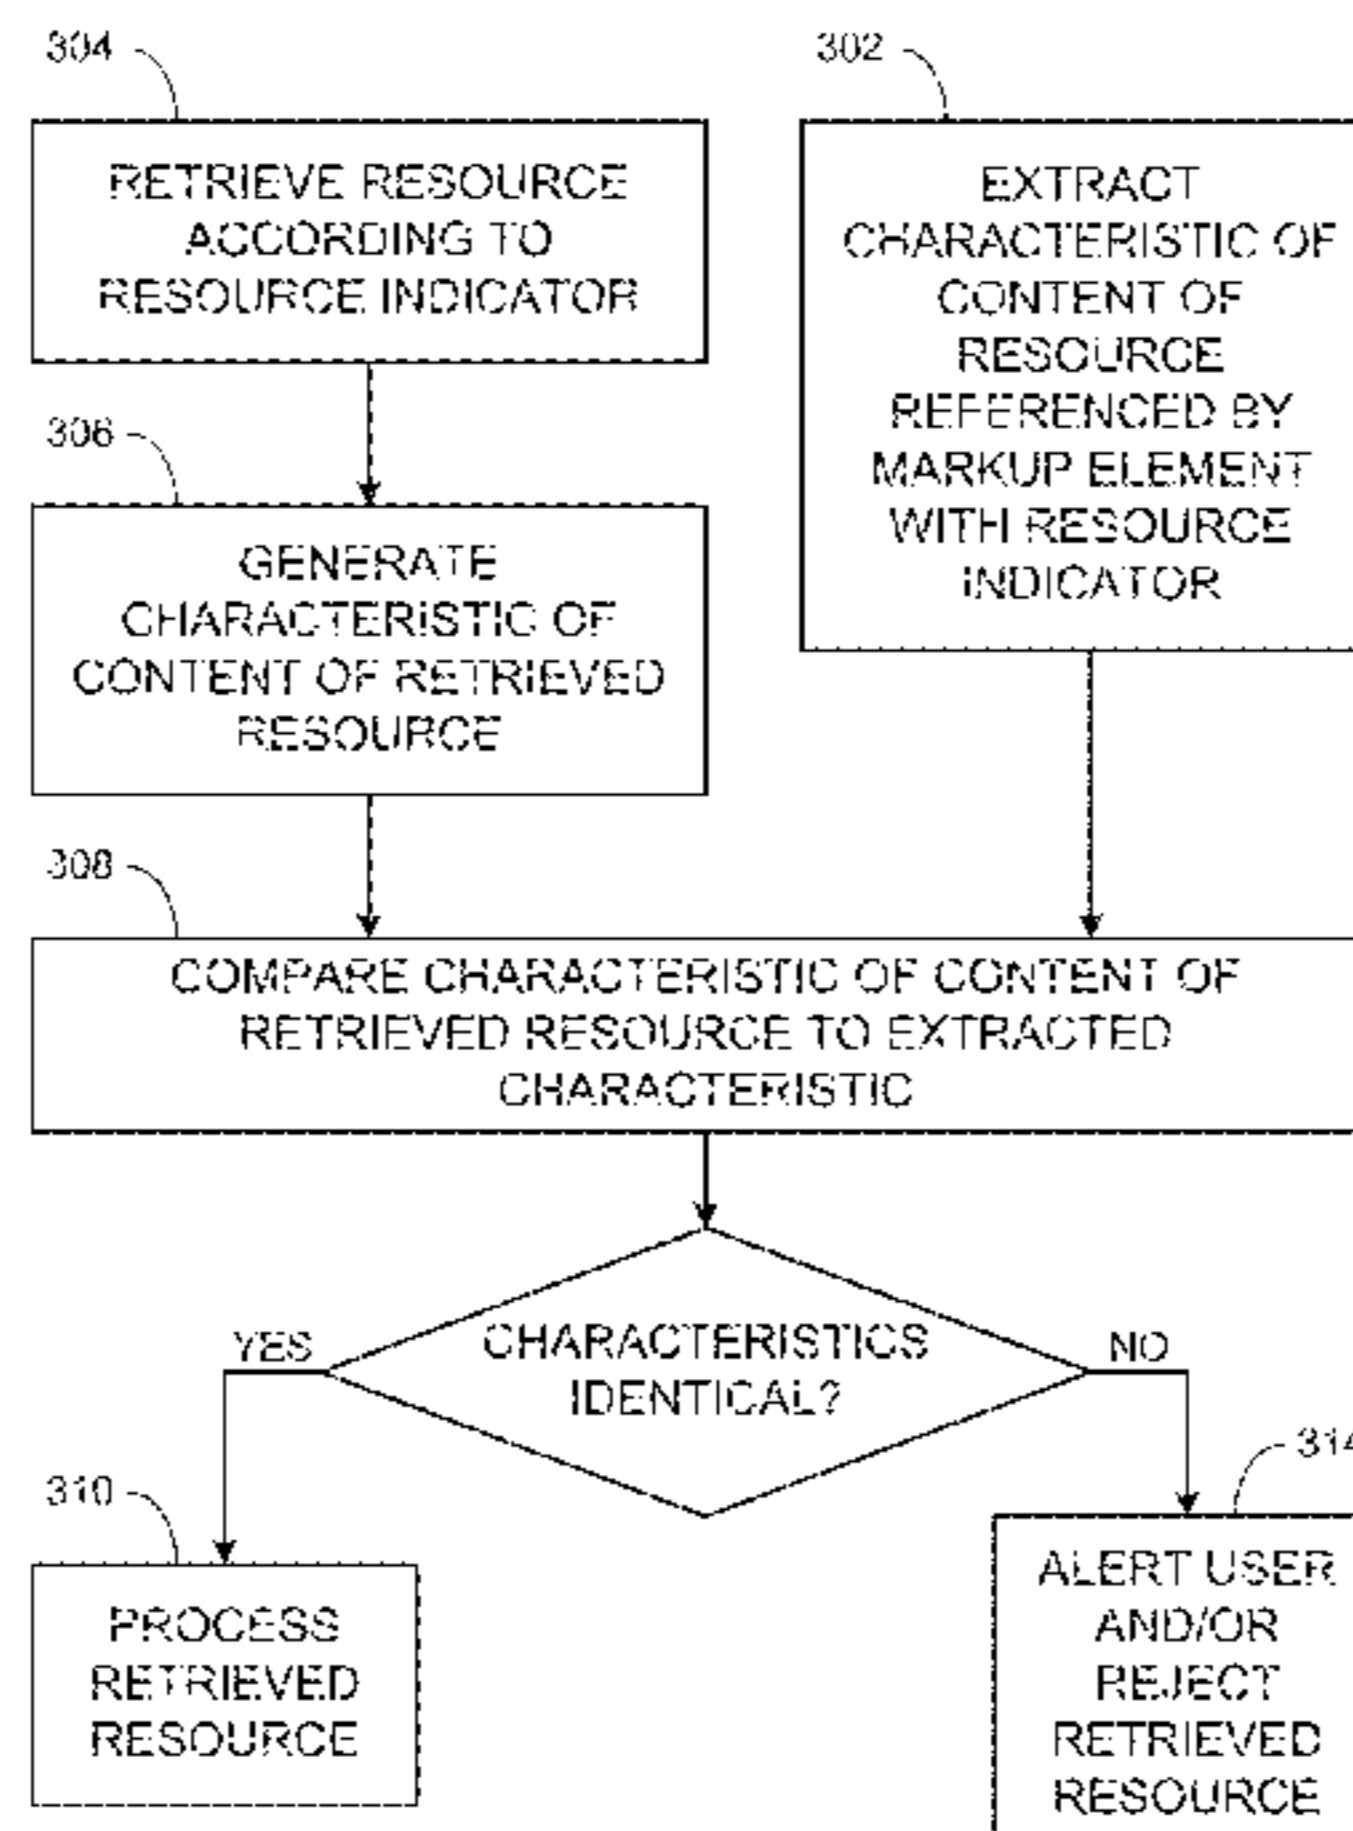 304
RETRIEVE RESOURCE
ACCORDING TO
RESOURCE INDICATOR
302
EXTRACT
CHARACTERISTIC OF
CONTENT OF
RESOURCE
REFERENCED BY
MARKUP ELEMENT
WITH RESOURCE
INDICATOR
306
GENERATE
CHARACTERISTIC OF
CONTENT OF RETRIEVED
RESOURCE
308
COMPARE CHARACTERISTIC OF CONTENT OF
RETRIEVED RESOURCE TO EXTRACTED
CHARACTERISTIC
CHARACTERISTICS
IDENTICAL?
YES
NO
310
PROCESS
RETRIEVED
RESOURCE
314
ALERT USER
AND/OR
REJECT
RETRIEVED
RESOURCE